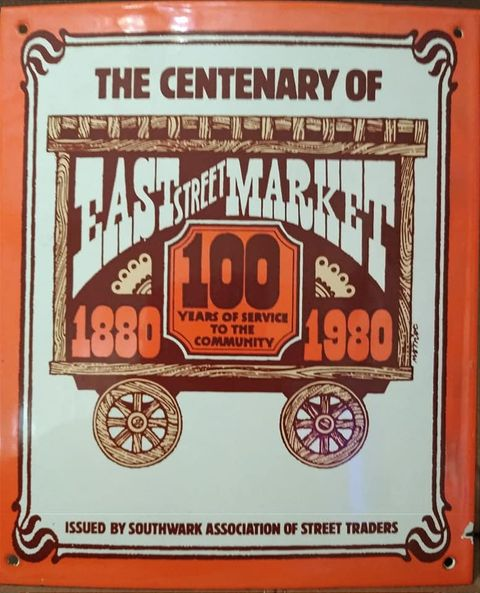 THE CENTENARY OF
EAST STREET MARKET
100
YEARS OF SERVICE
TO THE
COMMUNITY
1880
1980
ISSUED BY SOUTHWARK ASSOCIATION OF STREET TRADERS